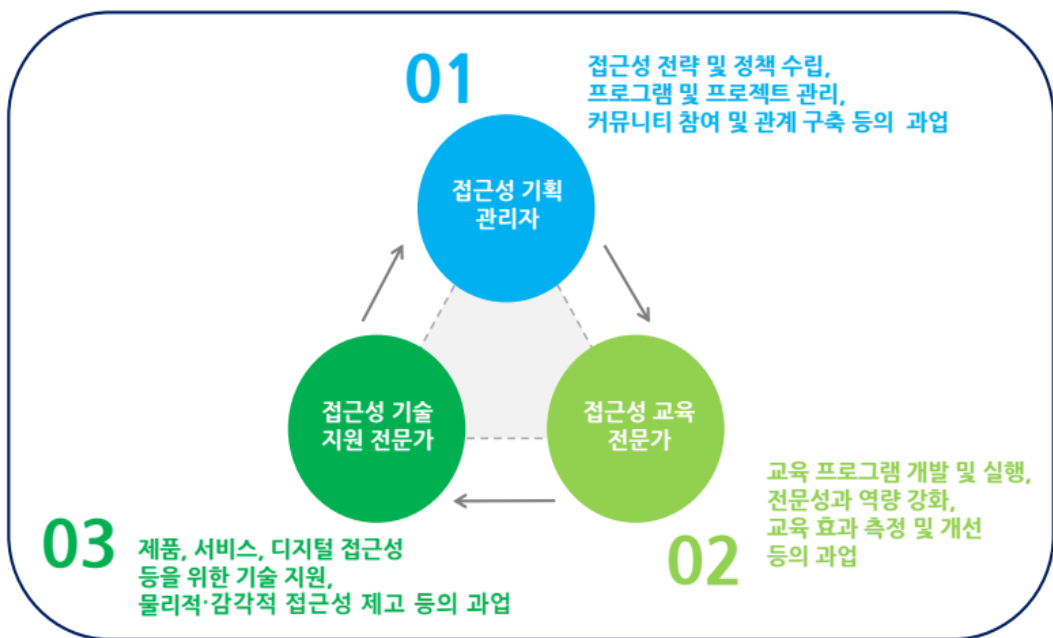 01
접근성 전략 및 정책 수립,
프로그램 및 프로젝트 관리,
커뮤니티 참여 및 관계 구축 등의 과업
접근성 기획
관리자
접근성 기술
지원 전문가
접근성 교육
전문가
교육 프로그램 개발 및 실행,
전문성과 역량 강화,
교육 효과 측정 및 개선
등의 과업
02
03
제품, 서비스, 디지털 접근성
등을 위한 기술 지원,
물리적·감각적 접근성 제고 등의 과업